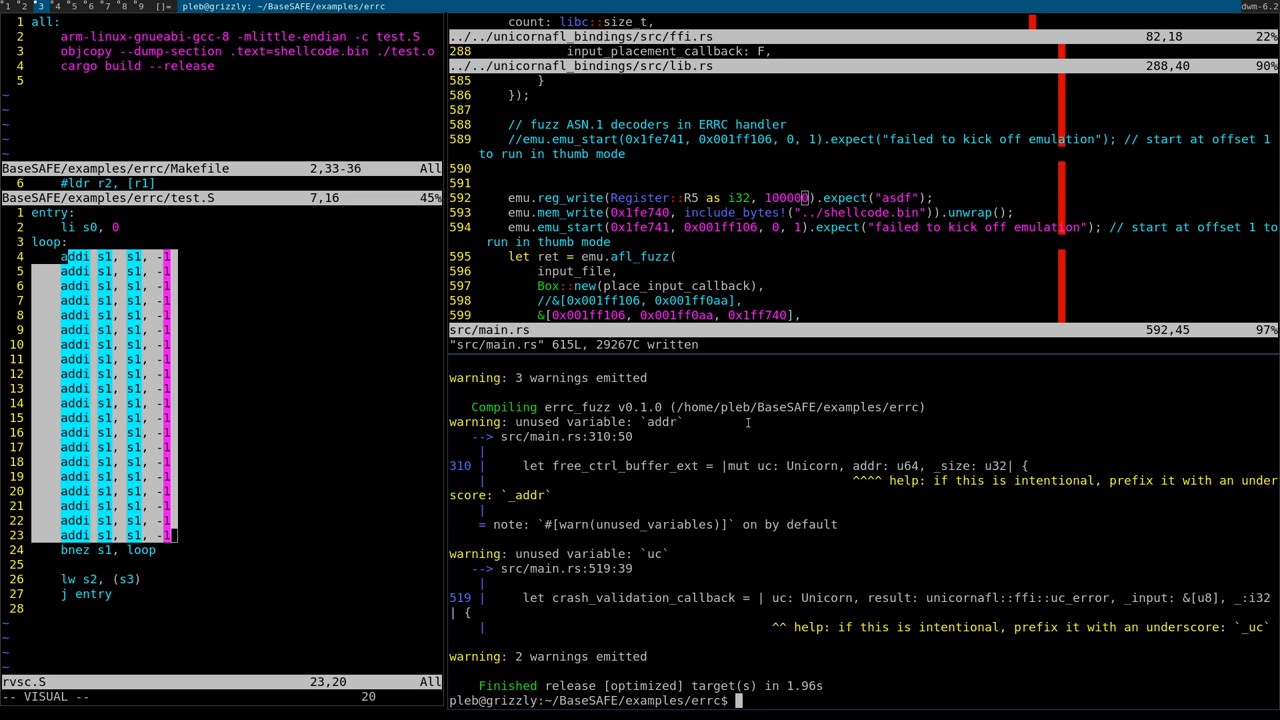 1 2 3 4 5 6 7 8 9 []= pleb@grizzly: ~/BaseSAFE/examples/errc dwm-6.2
1 all:
2     arm-linux-gnueabi-gcc-8 -mlittle-endian -c test.S
3     objcopy --dump-section .text=shellcode.bin ./test.o
4     cargo build --release
5
~
~
~
~
~
BaseSAFE/examples/errc/Makefile 2,33-36 All
6     #ldr r2, [r1]
BaseSAFE/examples/errc/test.S 7,16 45%
1 entry:
2     li s0, 0
3 loop:
4     addi s1, s1, -1
5     addi s1, s1, -1
6     addi s1, s1, -1
7     addi s1, s1, -1
8     addi s1, s1, -1
9     addi s1, s1, -1
10     addi s1, s1, -1
11     addi s1, s1, -1
12     addi s1, s1, -1
13     addi s1, s1, -1
14     addi s1, s1, -1
15     addi s1, s1, -1
16     addi s1, s1, -1
17     addi s1, s1, -1
18     addi s1, s1, -1
19     addi s1, s1, -1
20     addi s1, s1, -1
21     addi s1, s1, -1
22     addi s1, s1, -1
23     addi s1, s1, -1
24     bnez s1, loop
25
26     lw s2, (s3)
27     j entry
28
~
~
~
~
rvsc.S 23,20 All
-- VISUAL -- 20
count: libc::size_t,
../../unicornafl_bindings/src/ffi.rs 82,18 22%
288             input_placement_callback: F,
../../unicornafl_bindings/src/lib.rs 288,40 90%
585         }
586     });
587
588     // fuzz ASN.1 decoders in ERRC handler
589     //emu.emu_start(0x1fe741, 0x001ff106, 0, 1).expect("failed to kick off emulation"); // start at offset 1
to run in thumb mode
590
591
592     emu.reg_write(Register::R5 as i32, 100000).expect("asdf");
593     emu.mem_write(0x1fe740, include_bytes!("../shellcode.bin")).unwrap();
594     emu.emu_start(0x1fe741, 0x001ff106, 0, 1).expect("failed to kick off emulation"); // start at offset 1 to
run in thumb mode
595     let ret = emu.afl_fuzz(
596         input_file,
597         Box::new(place_input_callback),
598         //&[0x001ff106, 0x001ff0aa],
599         &[0x001ff106, 0x001ff0aa, 0x1ff740],
src/main.rs 592,45 97%
"src/main.rs" 615L, 29267C written
warning: 3 warnings emitted
Compiling errc_fuzz v0.1.0 (/home/pleb/BaseSAFE/examples/errc)
warning: unused variable: `addr`
--> src/main.rs:310:50
|
310 |     let free_ctrl_buffer_ext = |mut uc: Unicorn, addr: u64, _size: u32| {
|     ^^^^ help: if this is intentional, prefix it with an under
score: `_addr`
|
= note: `#[warn(unused_variables)]` on by default
warning: unused variable: `uc`
--> src/main.rs:519:39
|
519 |     let crash_validation_callback = | uc: Unicorn, result: unicornafl::ffi::uc_error, _input: &[u8], _:i32
| {
|     ^^ help: if this is intentional, prefix it with an underscore: `_uc`
warning: 2 warnings emitted
Finished release [optimized] target(s) in 1.96s
pleb@grizzly:~/BaseSAFE/examples/errc$